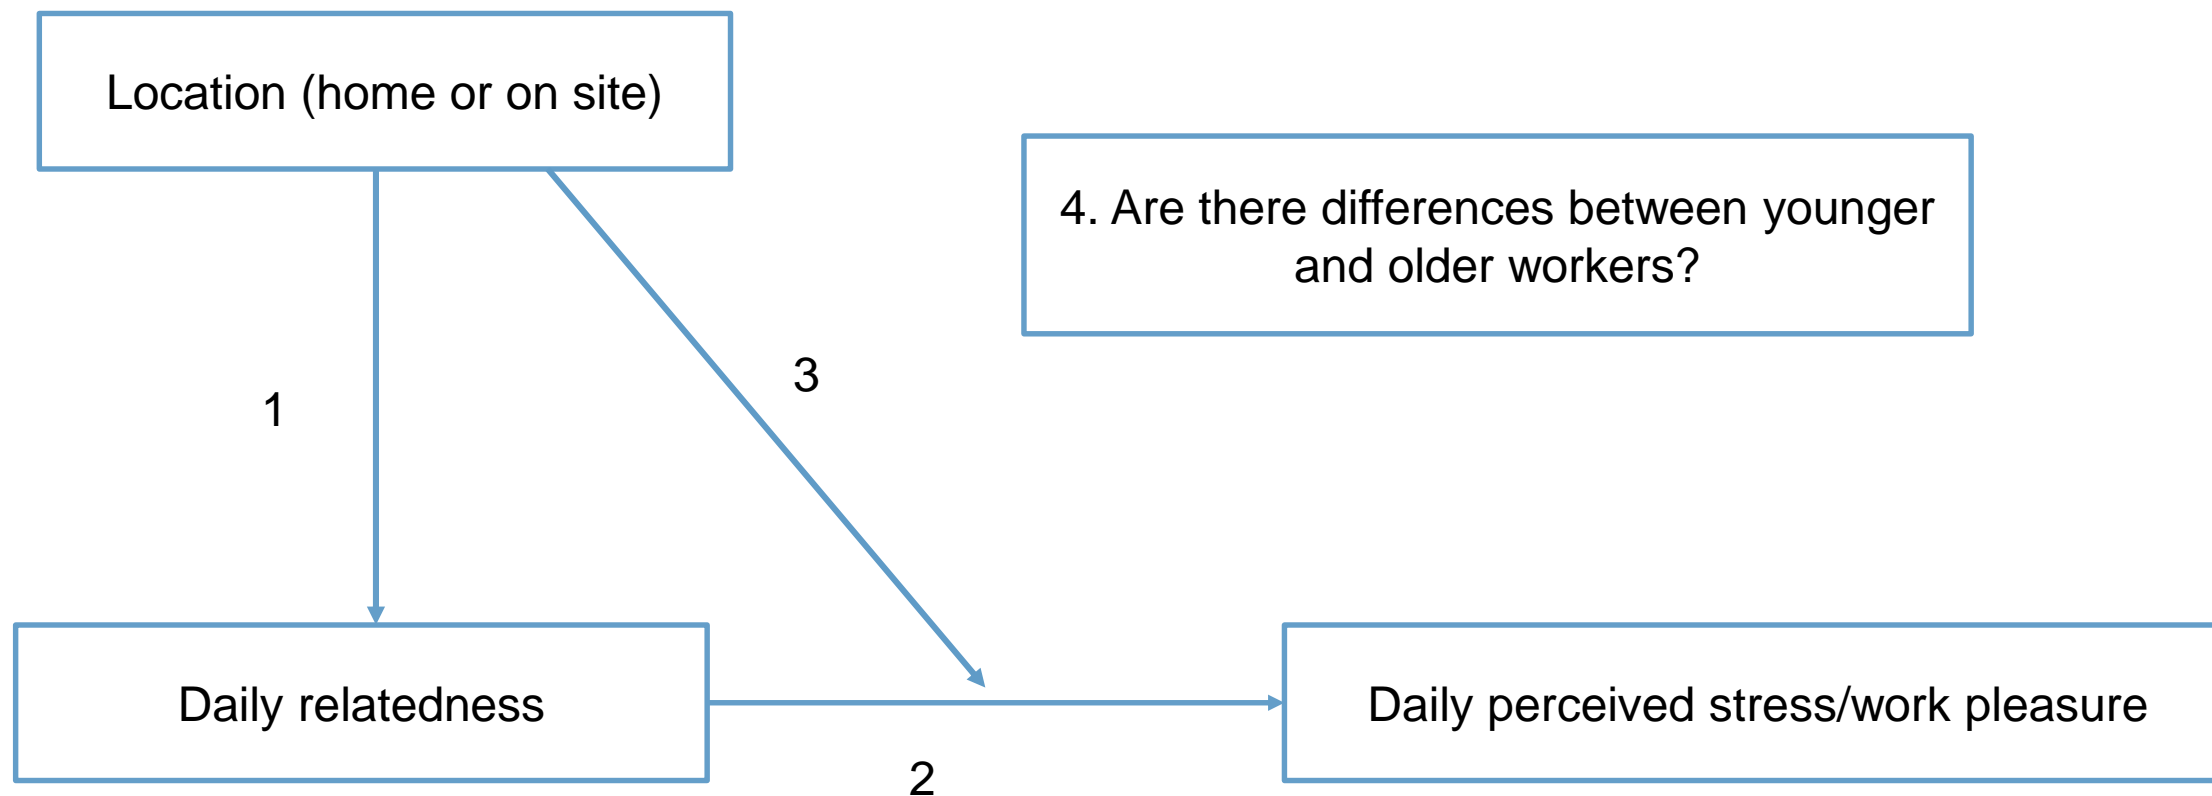 Location (home or on site)
4. Are there differences between younger
and older workers?
3
1
Daily relatedness
Daily perceived stress/work pleasure
2